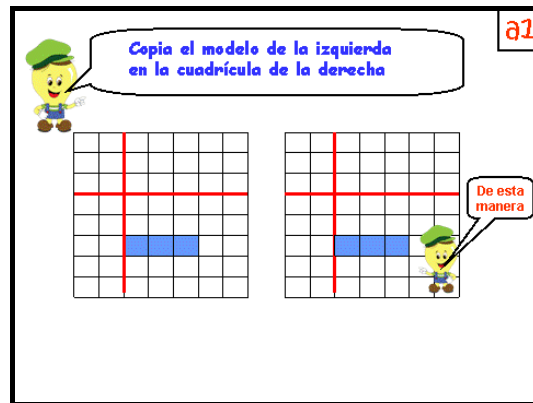 a1
Copia el modelo de la izquierda
en la cuadrícula de la derecha
De esta
manera